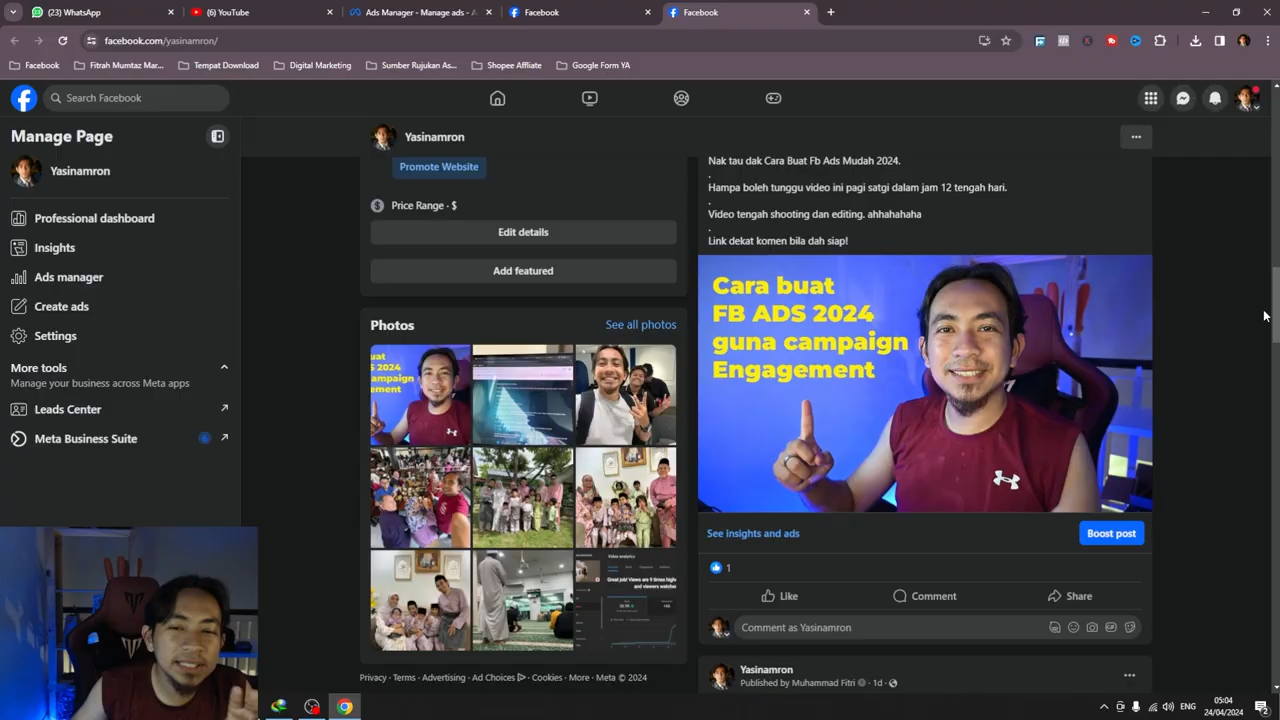 (23) WhatsApp
(6) YouTube
Ads Manager - Manage ads - A
Facebook
Facebook
facebook.com/yasinamron/
Facebook
Fitrah Mumtaz Mar...
Tempat Download
Digital Marketing
Sumber Rujukan As...
Shopee Affliate
Google Form YA
Search Facebook
Manage Page
Yasinamron
Professional dashboard
Insights
Ads manager
Create ads
Settings
More tools
Manage your business across Meta apps
Leads Center
Meta Business Suite
Yasinamron
Promote Website
Price Range · $
Edit details
Add featured
Photos
See all photos
Privacy · Terms · Advertising · Ad Choices · Cookies · More · Meta © 2024
Nak tau dak Cara Buat Fb Ads Mudah 2024.
.
Hampa boleh tunggu video ini pagi satgi dalam jam 12 tengah hari.
.
Video tengah shooting dan editing. ahhahahaha
.
Link dekat komen bila dah siap!
Cara buat
FB ADS 2024
guna campaign
Engagement
See insights and ads
Boost post
1
Like
Comment
Share
Comment as Yasinamron
Yasinamron
Published by Muhammad Fitri · 1d ·
ENG
05:04
24/04/2024
2